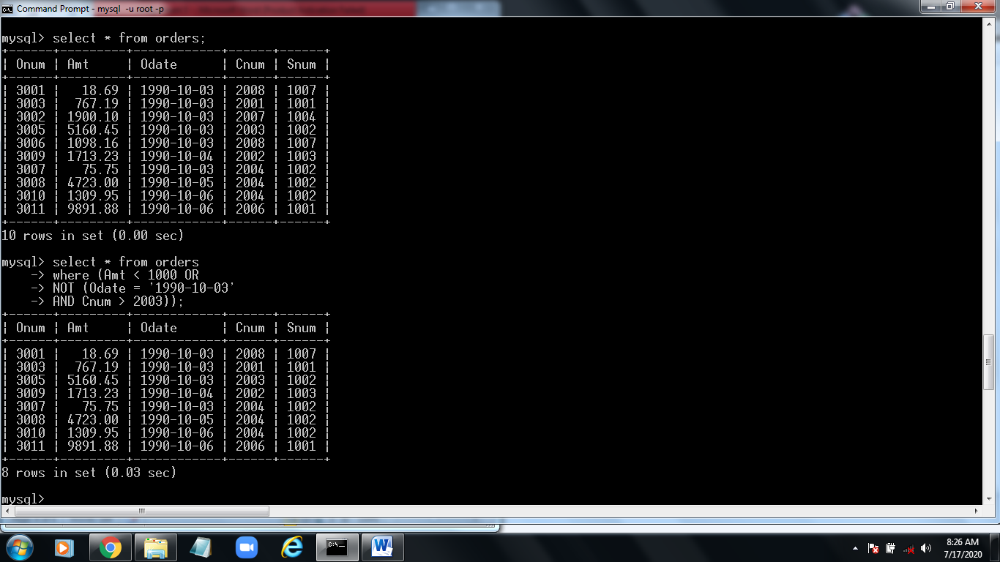 Command Prompt - mysql -u root -p
mysql> select * from orders;
+------+---------+------------+------+------+
| Onum | Amt     | Odate      | Cnum | Snum |
+------+---------+------------+------+------+
| 3001 |   18.69 | 1990-10-03 | 2008 | 1007 |
| 3003 |  767.19 | 1990-10-03 | 2001 | 1001 |
| 3002 | 1900.10 | 1990-10-03 | 2007 | 1004 |
| 3005 | 5160.45 | 1990-10-03 | 2003 | 1002 |
| 3006 | 1098.16 | 1990-10-03 | 2008 | 1007 |
| 3009 | 1713.23 | 1990-10-04 | 2002 | 1003 |
| 3007 |   75.75 | 1990-10-03 | 2004 | 1002 |
| 3008 | 4723.00 | 1990-10-05 | 2004 | 1002 |
| 3010 | 1309.95 | 1990-10-06 | 2004 | 1002 |
| 3011 | 9891.88 | 1990-10-06 | 2006 | 1001 |
+------+---------+------------+------+------+
10 rows in set (0.00 sec)
mysql> select * from orders
    -> where (Amt < 1000 OR
    -> NOT (Odate = '1990-10-03'
    -> AND Cnum > 2003));
+------+---------+------------+------+------+
| Onum | Amt     | Odate      | Cnum | Snum |
+------+---------+------------+------+------+
| 3001 |   18.69 | 1990-10-03 | 2008 | 1007 |
| 3003 |  767.19 | 1990-10-03 | 2001 | 1001 |
| 3005 | 5160.45 | 1990-10-03 | 2003 | 1002 |
| 3009 | 1713.23 | 1990-10-04 | 2002 | 1003 |
| 3007 |   75.75 | 1990-10-03 | 2004 | 1002 |
| 3008 | 4723.00 | 1990-10-05 | 2004 | 1002 |
| 3010 | 1309.95 | 1990-10-06 | 2004 | 1002 |
| 3011 | 9891.88 | 1990-10-06 | 2006 | 1001 |
+------+---------+------------+------+------+
8 rows in set (0.03 sec)
mysql>
8:26 AM
7/17/2020